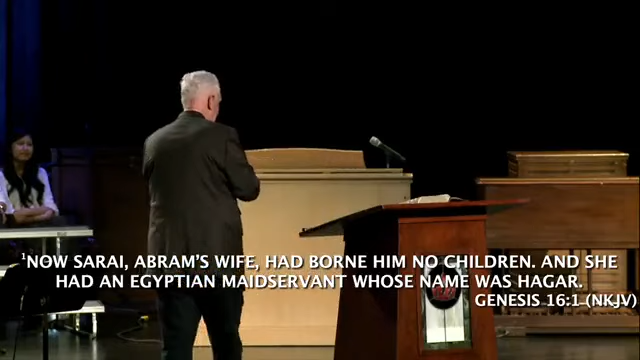 ¹NOW SARAI, ABRAM'S WIFE, HAD BORNE HIM NO CHILDREN. AND SHE
HAD AN EGYPTIAN MAIDSERVANT WHOSE NAME WAS HAGAR.
GENESIS 16:1 (NKJV)